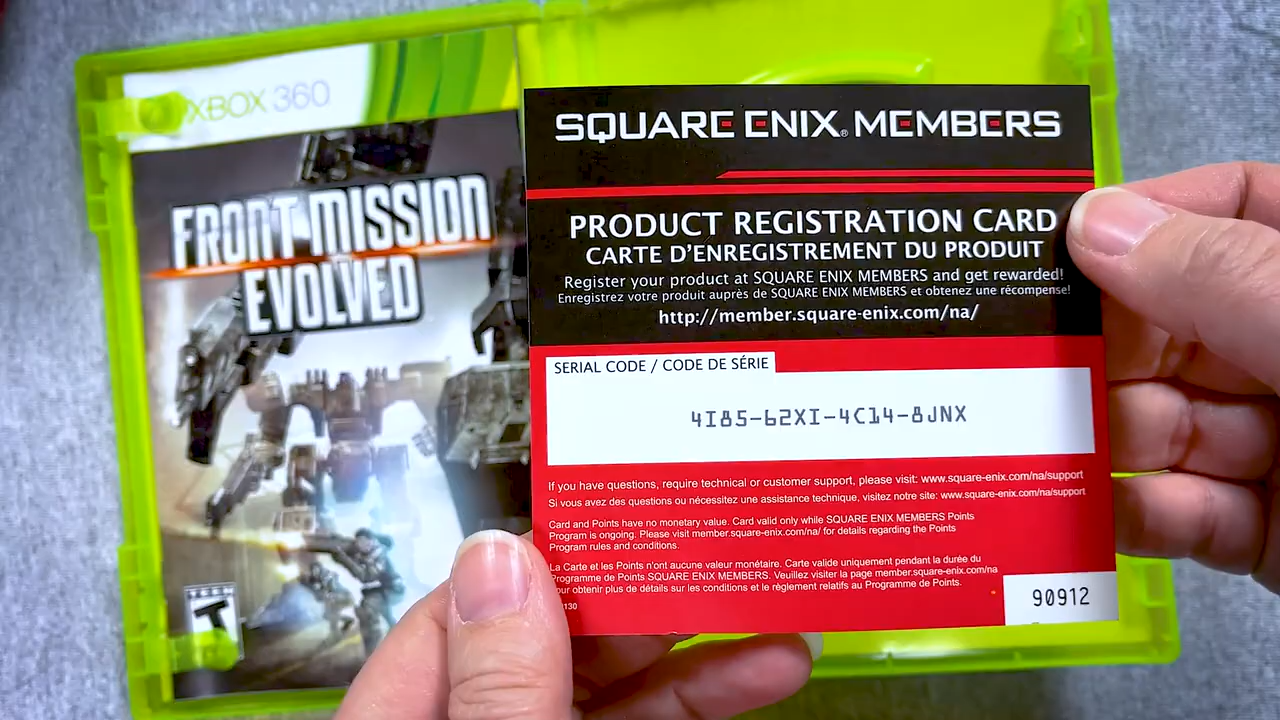 XBOX 360
FRONT MISSION
EVOLVED
T
SQUARE ENIX® MEMBERS
PRODUCT REGISTRATION CARD
CARTE D'ENREGISTREMENT DU PRODUIT
Register your product at SQUARE ENIX MEMBERS and get rewarded!
Enregistrez votre produit auprès de SQUARE ENIX MEMBERS et obtenez une récompense!
http://member.square-enix.com/na/
SERIAL CODE / CODE DE SÉRIE
4I85-62XI-4C14-8JNX
If you have questions, require technical or customer support, please visit: www.square-enix.com/na/support
Si vous avez des questions ou nécessitez une assistance technique, visitez notre site: www.square-enix.com/na/support
Card and Points have no monetary value. Card valid only while SQUARE ENIX MEMBERS Points
Program is ongoing. Please visit member.square-enix.com/na/ for details regarding the Points
Program rules and conditions.
La Carte et les Points n'ont aucune valeur monétaire. Carte valide uniquement pendant la durée du
Programme de Points SQUARE ENIX MEMBERS. Veuillez visiter la page member.square-enix.com/na
pour obtenir plus de détails sur les conditions et le règlement relatifs au Programme de Points.
90912